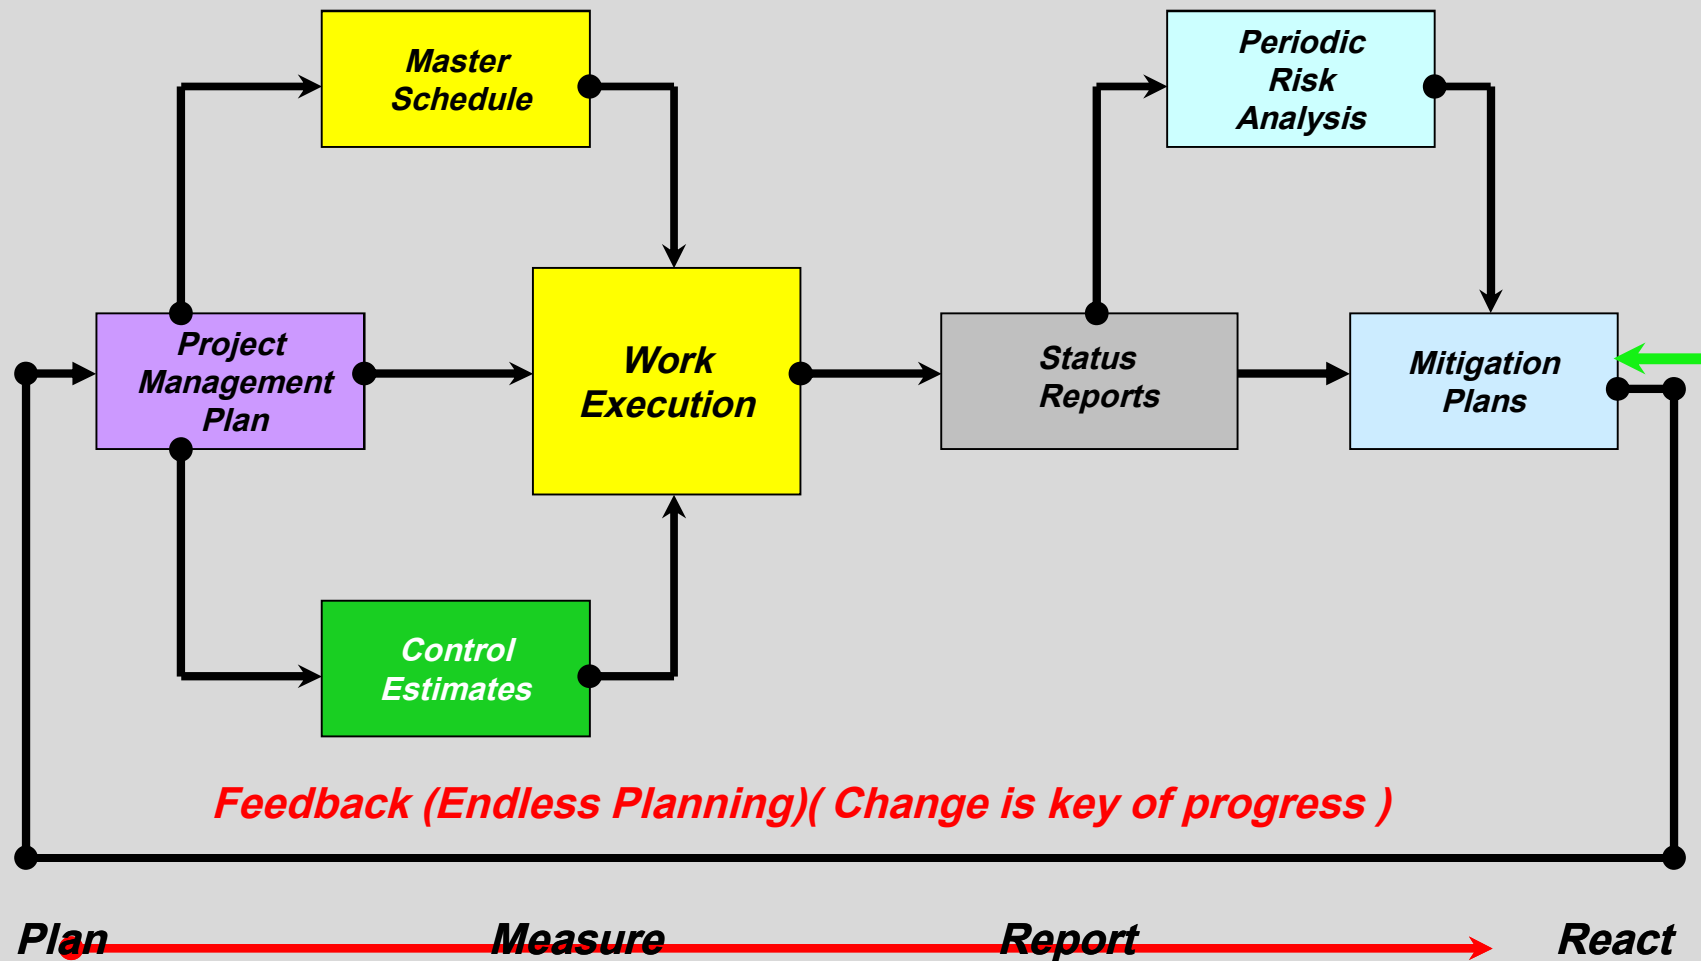 Master
Schedule
Periodic
Risk
Analysis
Project
Management
Plan
Work
Execution
Status
Reports
Mitigation
Plans
Control
Estimates
Feedback (Endless Planning)( Change is key of progress )
Plan Measure Report React